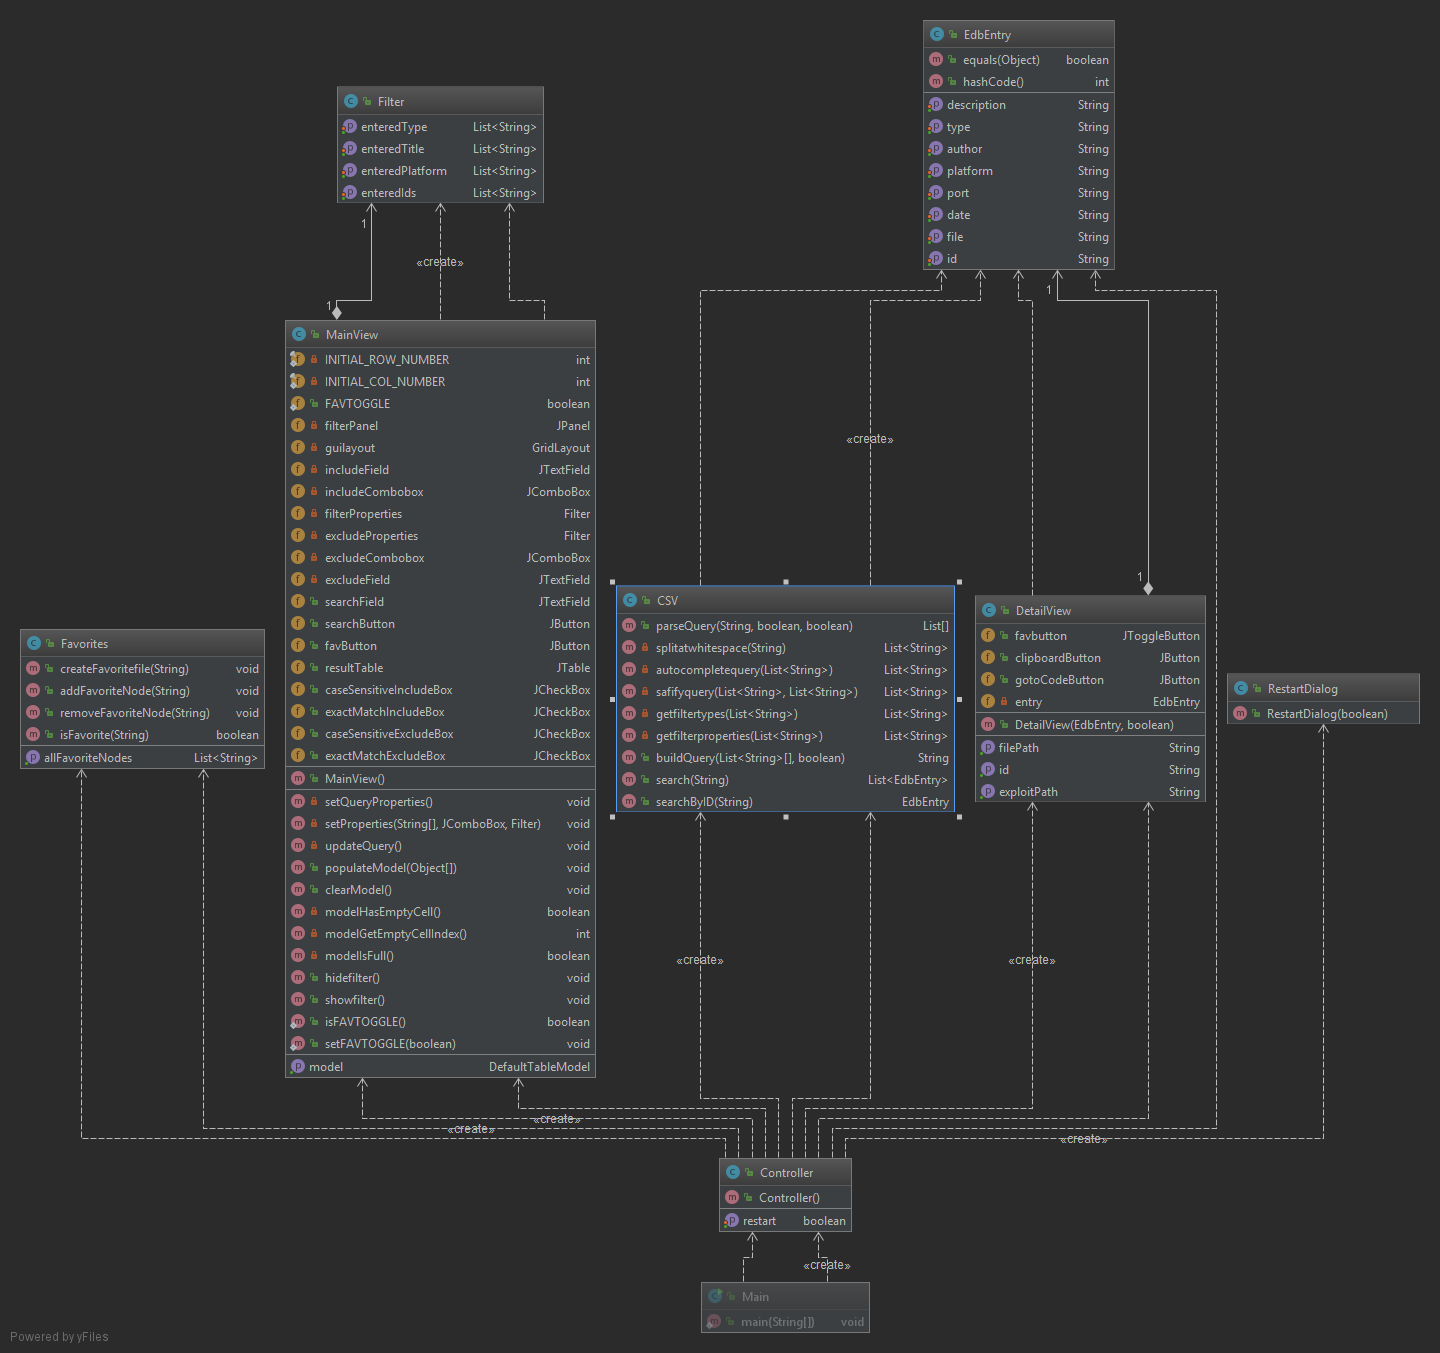 EdbEntry
equals(Object) boolean
hashCode() int
description String
type String
author String
platform String
port String
date String
file String
id String
Filter
enteredType List<String>
enteredTitle List<String>
enteredPlatform List<String>
enteredIds List<String>
1
«create»
1
1
«create»
1
MainView
INITIAL_ROW_NUMBER int
INITIAL_COL_NUMBER int
FAVTOGGLE boolean
filterPanel JPanel
guilayout GridLayout
includeField JTextField
includeCombobox JComboBox
filterProperties Filter
excludeProperties Filter
excludeCombobox JComboBox
excludeField JTextField
searchField JTextField
searchButton JButton
favButton JButton
resultTable JTable
caseSensitiveIncludeBox JCheckBox
exactMatchIncludeBox JCheckBox
caseSensitiveExcludeBox JCheckBox
exactMatchExcludeBox JCheckBox
MainView()
setQueryProperties() void
setProperties(String[], JComboBox, Filter) void
updateQuery() void
populateModel(Object[]) void
clearModel() void
modelHasEmptyCell() boolean
modelGetEmptyCellIndex() int
modelIsFull() boolean
hidefilter() void
showfilter() void
isFAVTOGGLE() boolean
setFAVTOGGLE(boolean) void
model DefaultTableModel
CSV
parseQuery(String, boolean, boolean) List[]
splitatwhitespace(String) List<String>
autocompletequery(List<String>) List<String>
safifyquery(List<String>, List<String>) List<String>
getfiltertypes(List<String>) List<String>
getfilterproperties(List<String>) List<String>
buildQuery(List<String>[], boolean) String
search(String) List<EdbEntry>
searchByID(String) EdbEntry
DetailView
favbutton JToggleButton
clipboardButton JButton
gotoCodeButton JButton
entry EdbEntry
DetailView(EdbEntry, boolean)
filePath String
id String
exploitPath String
Favorites
createFavoritefile(String) void
addFavoriteNode(String) void
removeFavoriteNode(String) void
isFavorite(String) boolean
allFavoriteNodes List<String>
RestartDialog
RestartDialog(boolean)
«create»
«create»
«create»
«create»
«create»
Controller
Controller()
restart boolean
«create»
Main
main(String[]) void
Powered by yFiles